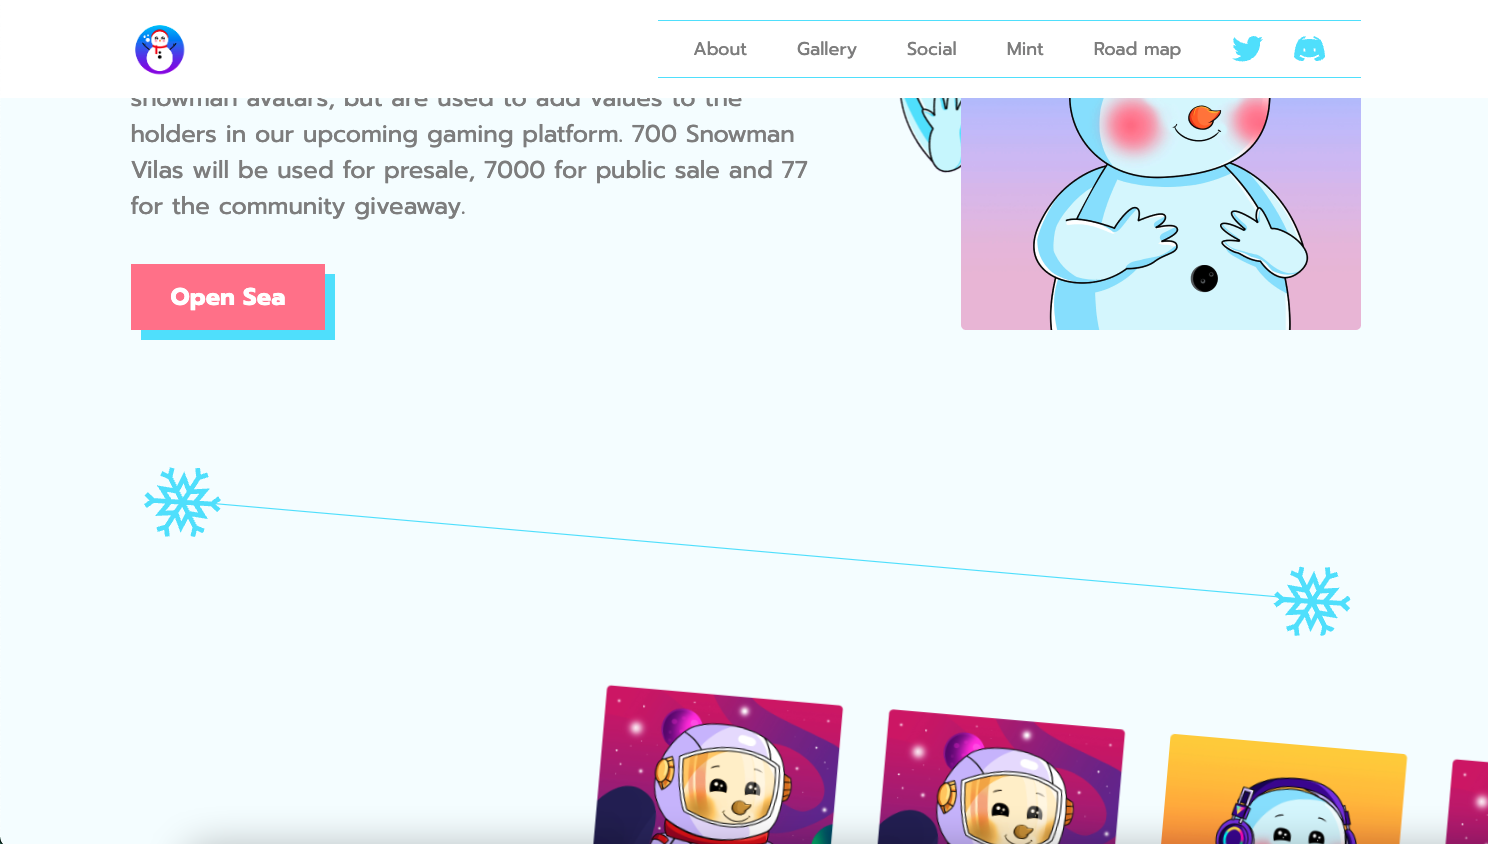 About Gallery Social Mint Road map
snowman avatars, but are used to add values to the
holders in our upcoming gaming platform. 700 Snowman
Vilas will be used for presale, 7000 for public sale and 77
for the community giveaway.
Open Sea